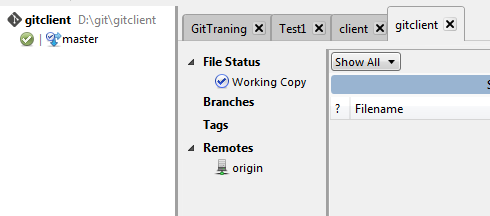 gitclient D:\git\gitclient
master
GitTraning
Test1
client
gitclient
File Status
Working Copy
Branches
Tags
Remotes
origin
Show All
?
Filename